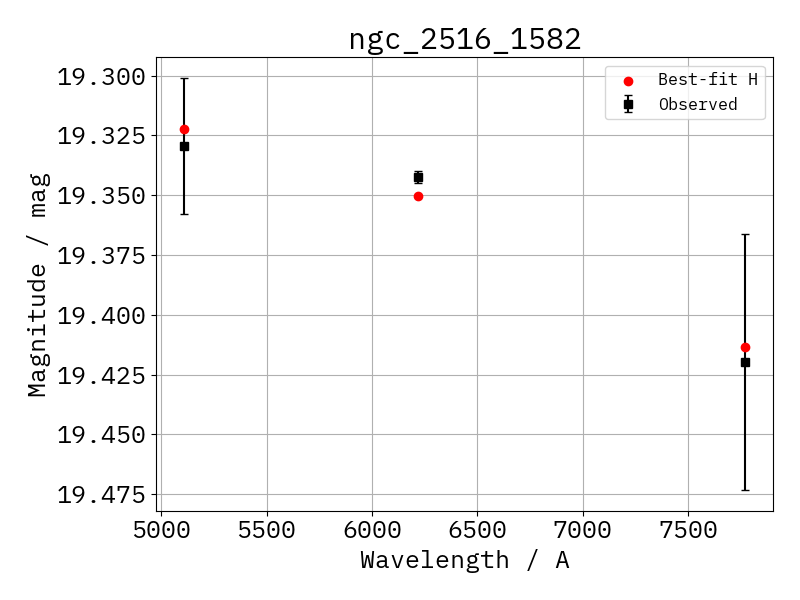 ngc_2516_1582
Best-fit H
Observed
19.300
19.325
19.350
19.375
19.400
19.425
19.450
19.475
Magnitude / mag
5000 5500 6000 6500 7000 7500
Wavelength / A